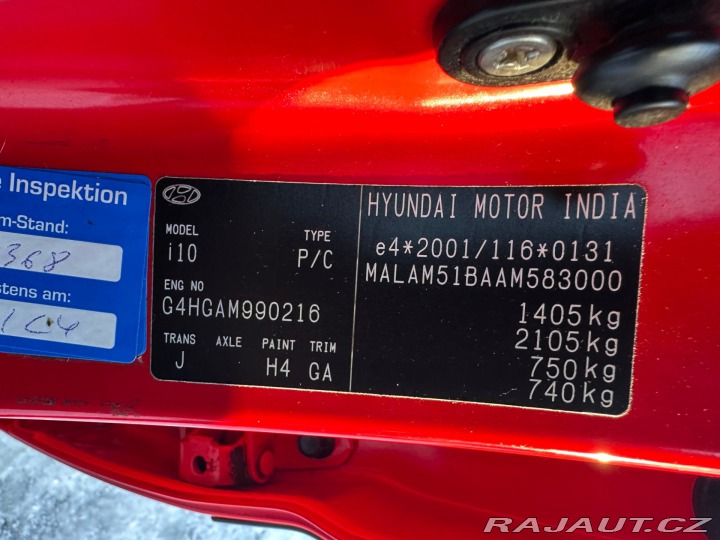 e Inspektion
m-Stand:
368
stens am:
HYUNDAI MOTOR INDIA
MODEL
i10
TYPE
P/C
ENG NO
G4HGAM990216
TRANS AXLE PAINT TRIM
J H4 GA
e4*2001/116*0131
MALAM51BAAM583000
1405kg
2105kg
750kg
740kg
RAJAUT.CZ